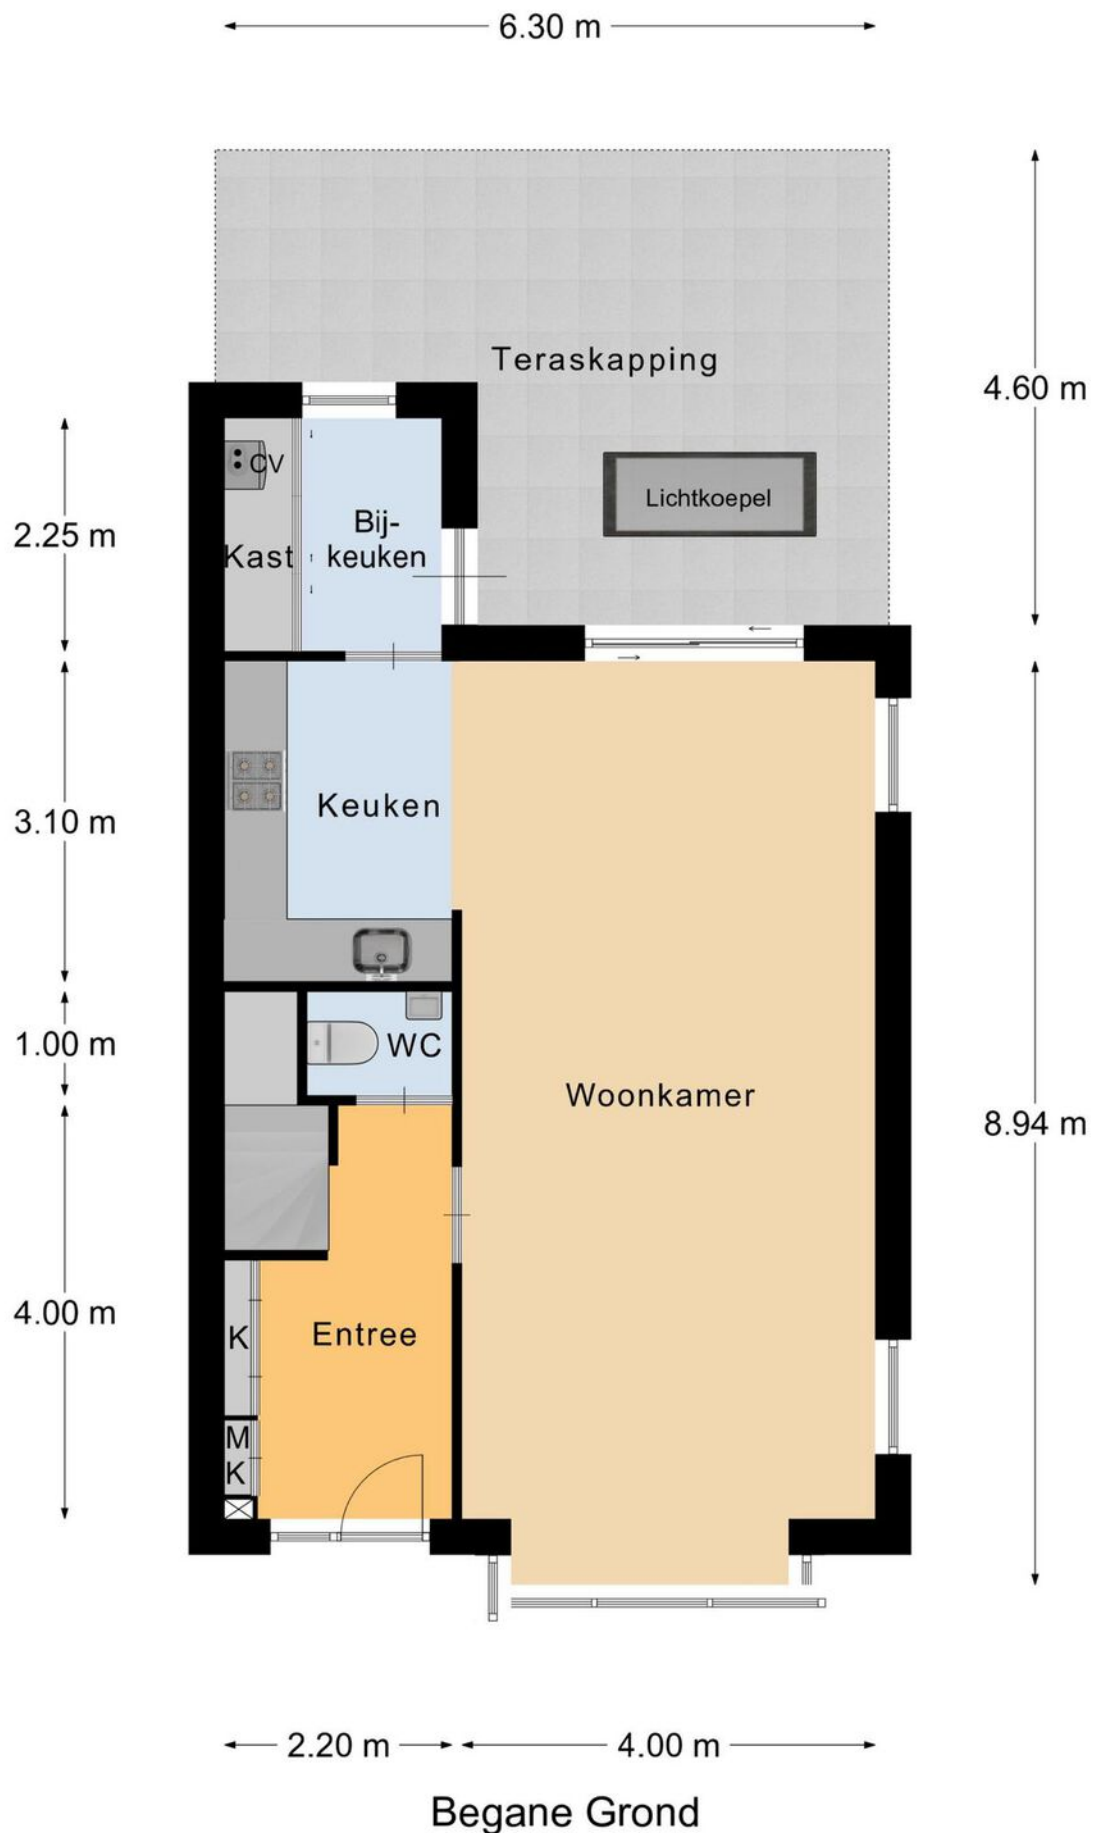 6.30 m
Teraskapping
4.60 m
CV
Lichtkoepel
Bij-
2.25 m
Kast
keuken
Keuken
3.10 m
1.00 m
WC
Woonkamer
8.94 m
4.00 m
K
Entree
M
K
2.20 m
4.00 m
Begane Grond